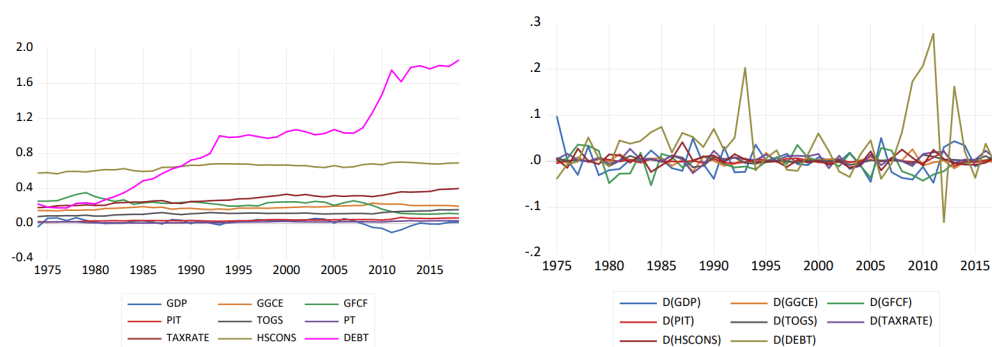 2.0
1.6
1.2
0.8
0.4
0.0
-0.4
1975 1980 1985 1990 1995 2000 2005 2010 2015
GDP GGCE GFCF
PIT TOGS PT
TAXRATE HSCONS DEBT
.3
.2
.1
.0
-.1
-.2
1975 1980 1985 1990 1995 2000 2005 2010 2015
D(GDP) D(GGCE) D(GFCF)
D(PIT) D(TOGS) D(TAXRATE)
D(HSCONS) D(DEBT)